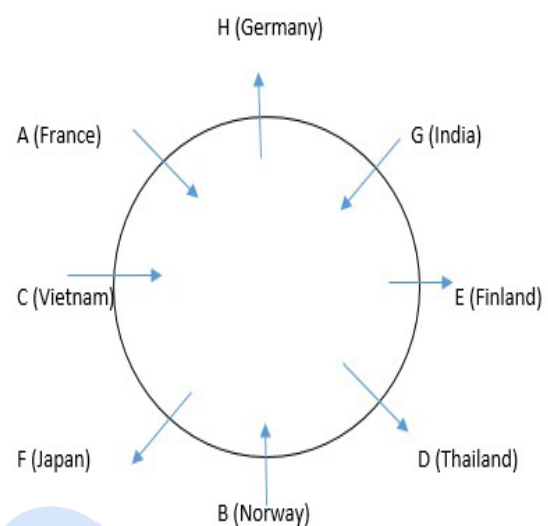 H (Germany)
A (France)
G (India)
C (Vietnam)
E (Finland)
F (Japan)
D (Thailand)
B (Norway)